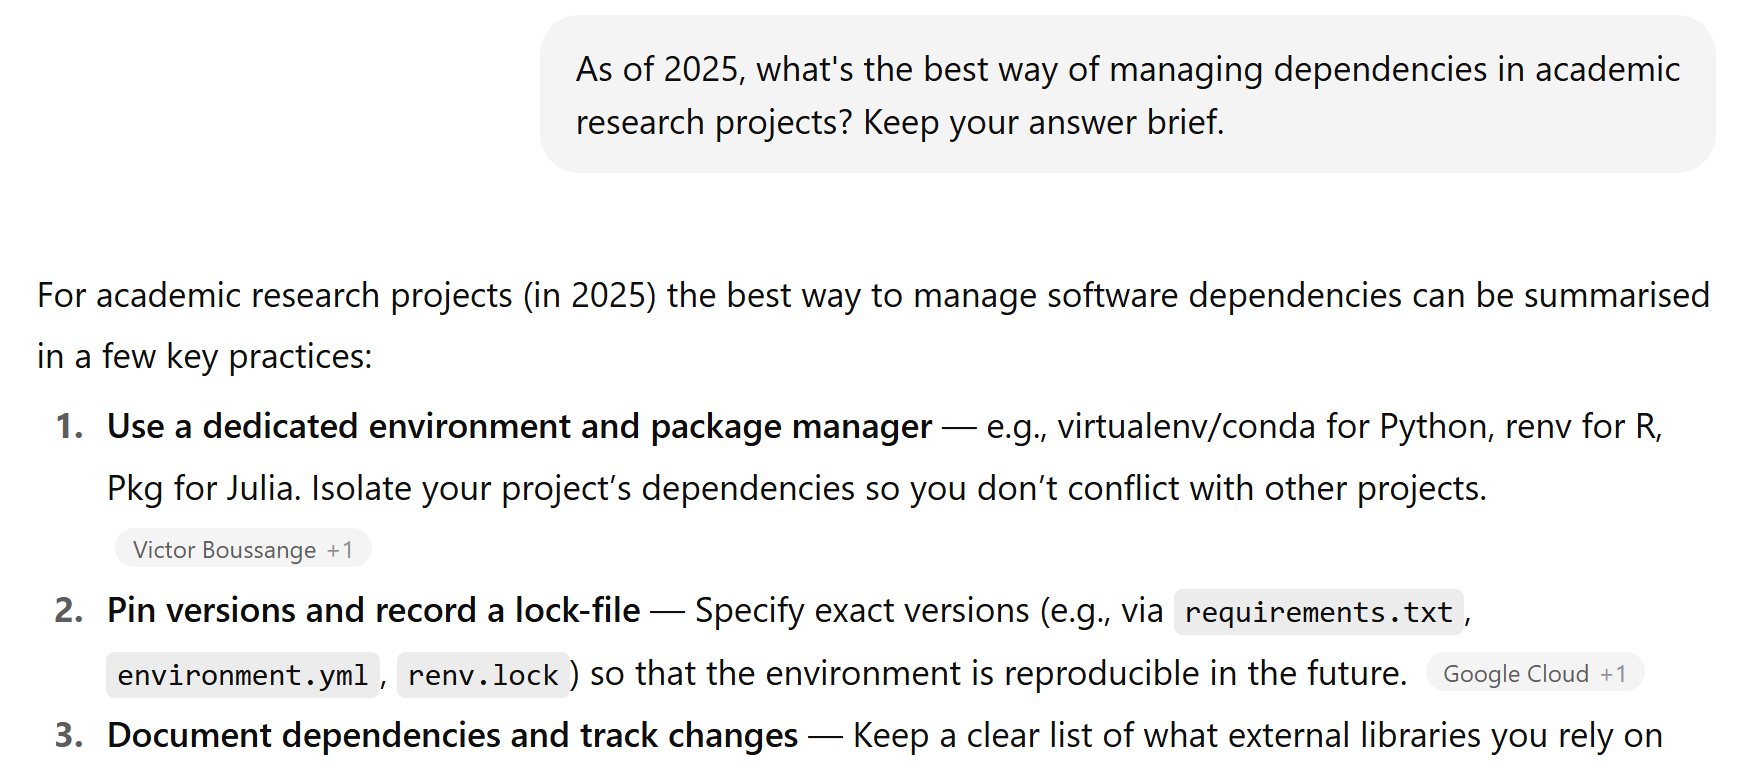 As of 2025, what's the best way of managing dependencies in academic
research projects? Keep your answer brief.
For academic research projects (in 2025) the best way to manage software dependencies can be summarised
in a few key practices:
1. Use a dedicated environment and package manager — e.g., virtualenv/conda for Python, renv for R,
Pkg for Julia. Isolate your project’s dependencies so you don’t conflict with other projects.
Victor Boussange +1
2. Pin versions and record a lock-file — Specify exact versions (e.g., via requirements.txt,
environment.yml, renv.lock) so that the environment is reproducible in the future. Google Cloud +1
3. Document dependencies and track changes — Keep a clear list of what external libraries you rely on